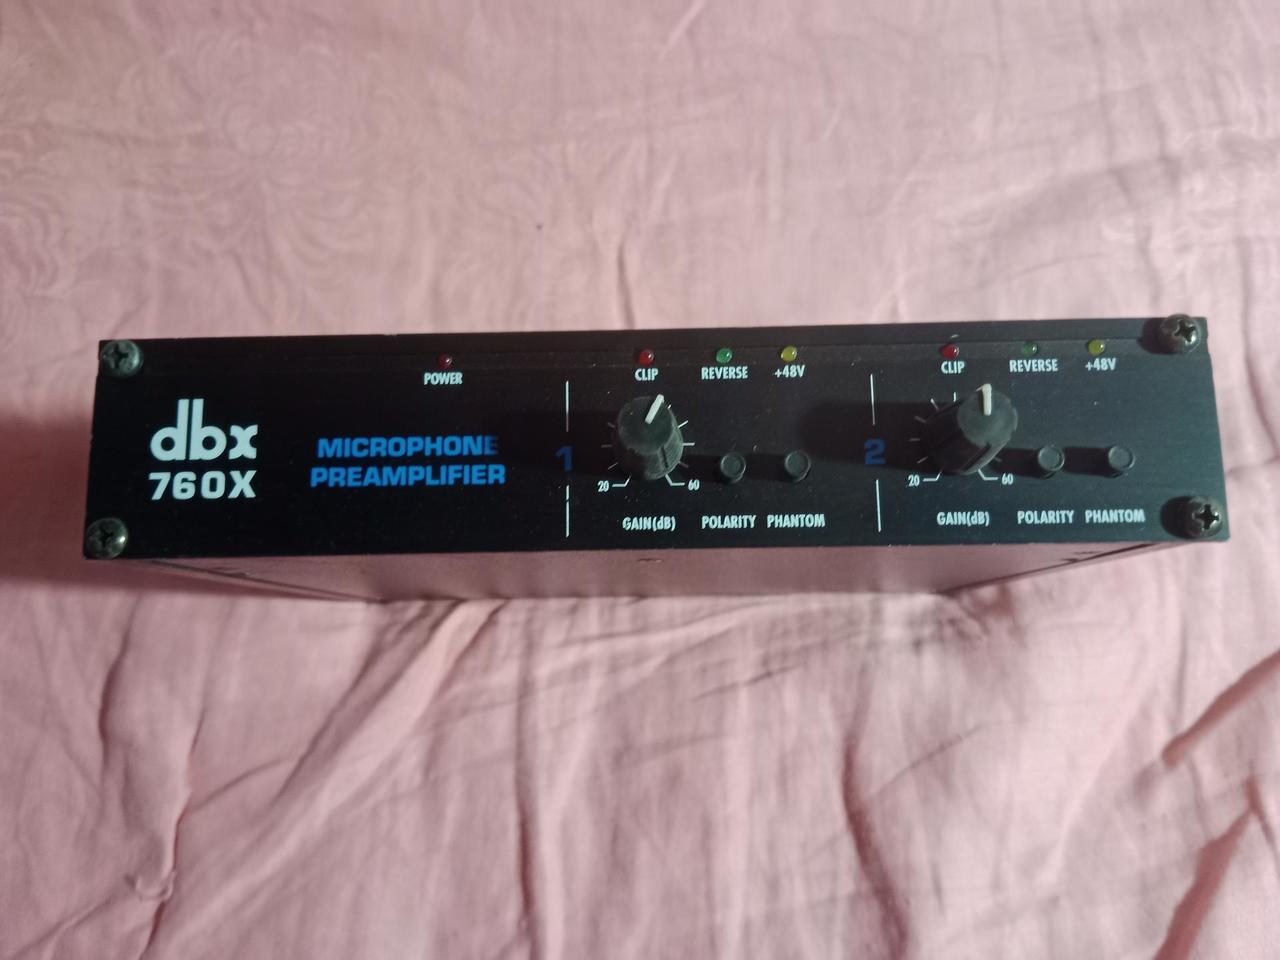 POWER
CLIP
REVERSE
+48V
CLIP
REVERSE
+48V
dbx
760X
MICROPHONE
PREAMPLIFIER
1
20
60
GAIN(dB)
POLARITY
PHANTOM
2
20
60
GAIN(dB)
POLARITY
PHANTOM